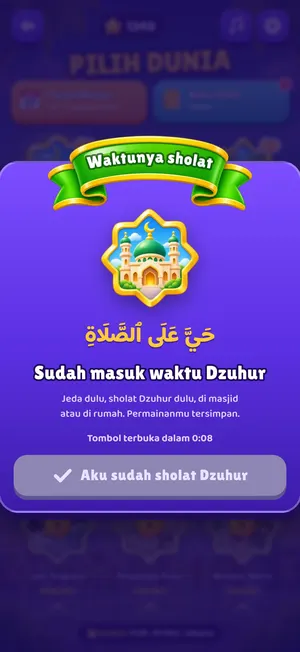 PILIH DUNIA
Waktunya sholat
حَيَّ عَلَى ٱلصَّلَاةِ
Sudah masuk waktu Dzuhur
Jeda dulu, sholat Dzuhur dulu, di masjid
atau di rumah. Permainanmu tersimpan.
Tombol terbuka dalam 0:08
Aku sudah sholat Dzuhur